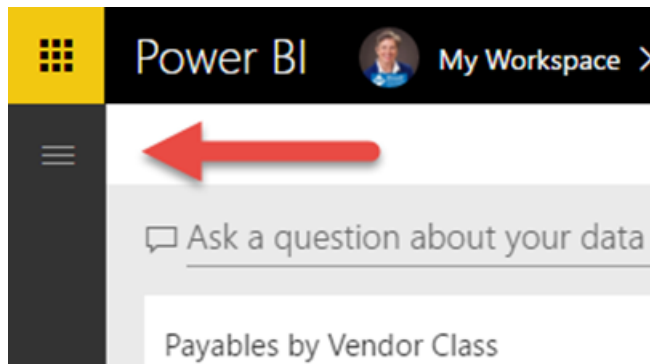 Power BI My Workspace
Ask a question about your data
Payables by Vendor Class